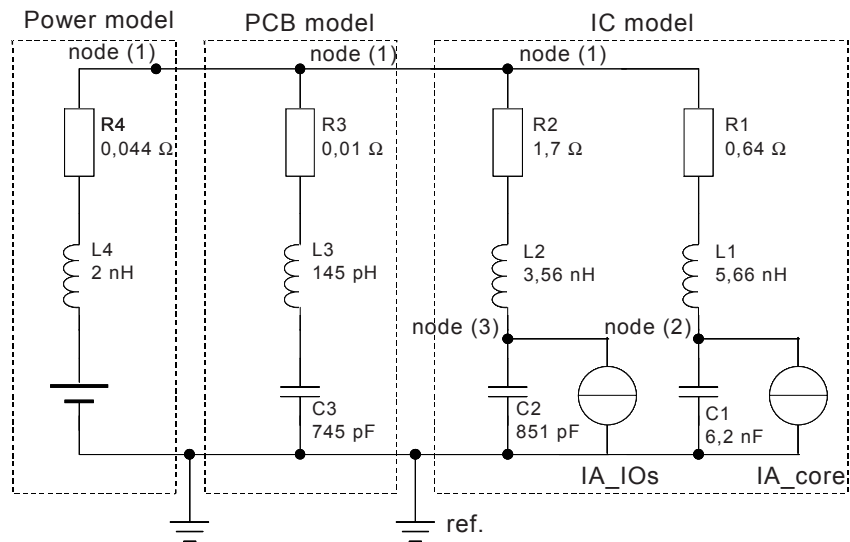 Power model
PCB model
IC model
node (1)
node (1)
node (1)
R4
0,044 Ω
R3
0,01 Ω
R2
1,7 Ω
R1
0,64 Ω
L4
2 nH
L3
145 pH
L2
3,56 nH
L1
5,66 nH
node (3)
node (2)
C3
745 pF
C2
851 pF
C1
6,2 nF
IA_IOs
IA_core
ref.